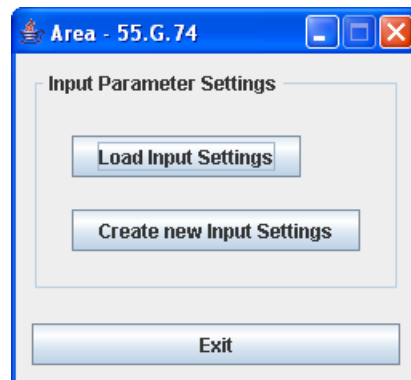 Area - 55.G.74
Input Parameter Settings
Load Input Settings
Create new Input Settings
Exit